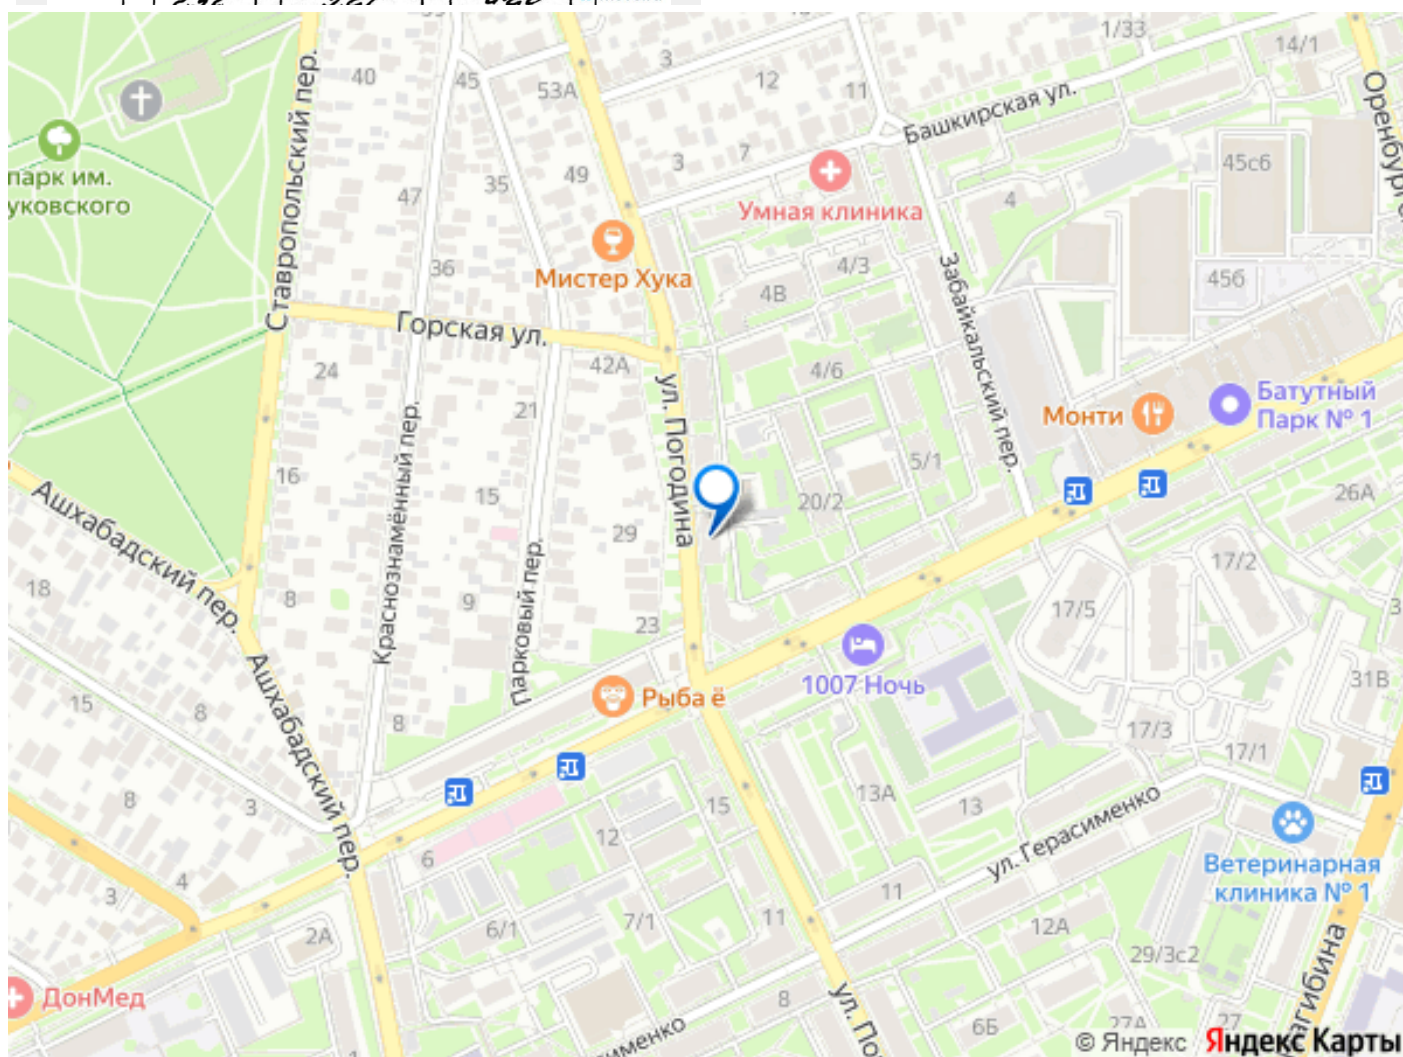 1/33
14/1
3
12
11
40
45
53А
Оренбургс
Ставропольский пер.
Башкирская ул.
парк им.
уковского
3
7
49
35
47
45с6
4
Умная клиника
Мистер Хука
36
4/3
4В
Забайкальский пер.
456
Горская ул.
24
42А
4/6
ул. Погодина
21
Краснознамённый пер.
Монти
Батутный
Парк № 1
16
15
5/1
20/2
26А
Ашхабадский пер.
29
18
8
9
Парковый пер.
23
17/2
17/5
1007 Ночь
Рыба ё
31В
15
8
8
Ашхабадский пер.
17/3
17/1
8
3
15
13А
13
ул. Герасименко
12
6
Ветеринарная
клиника № 1
3
4
11
11
2А
6/1
7/1
12А
29/3с2
ДонМед
8
ул. По
6Б
27А
27
агибина
расименко
© Яндекс Яндекс Карты